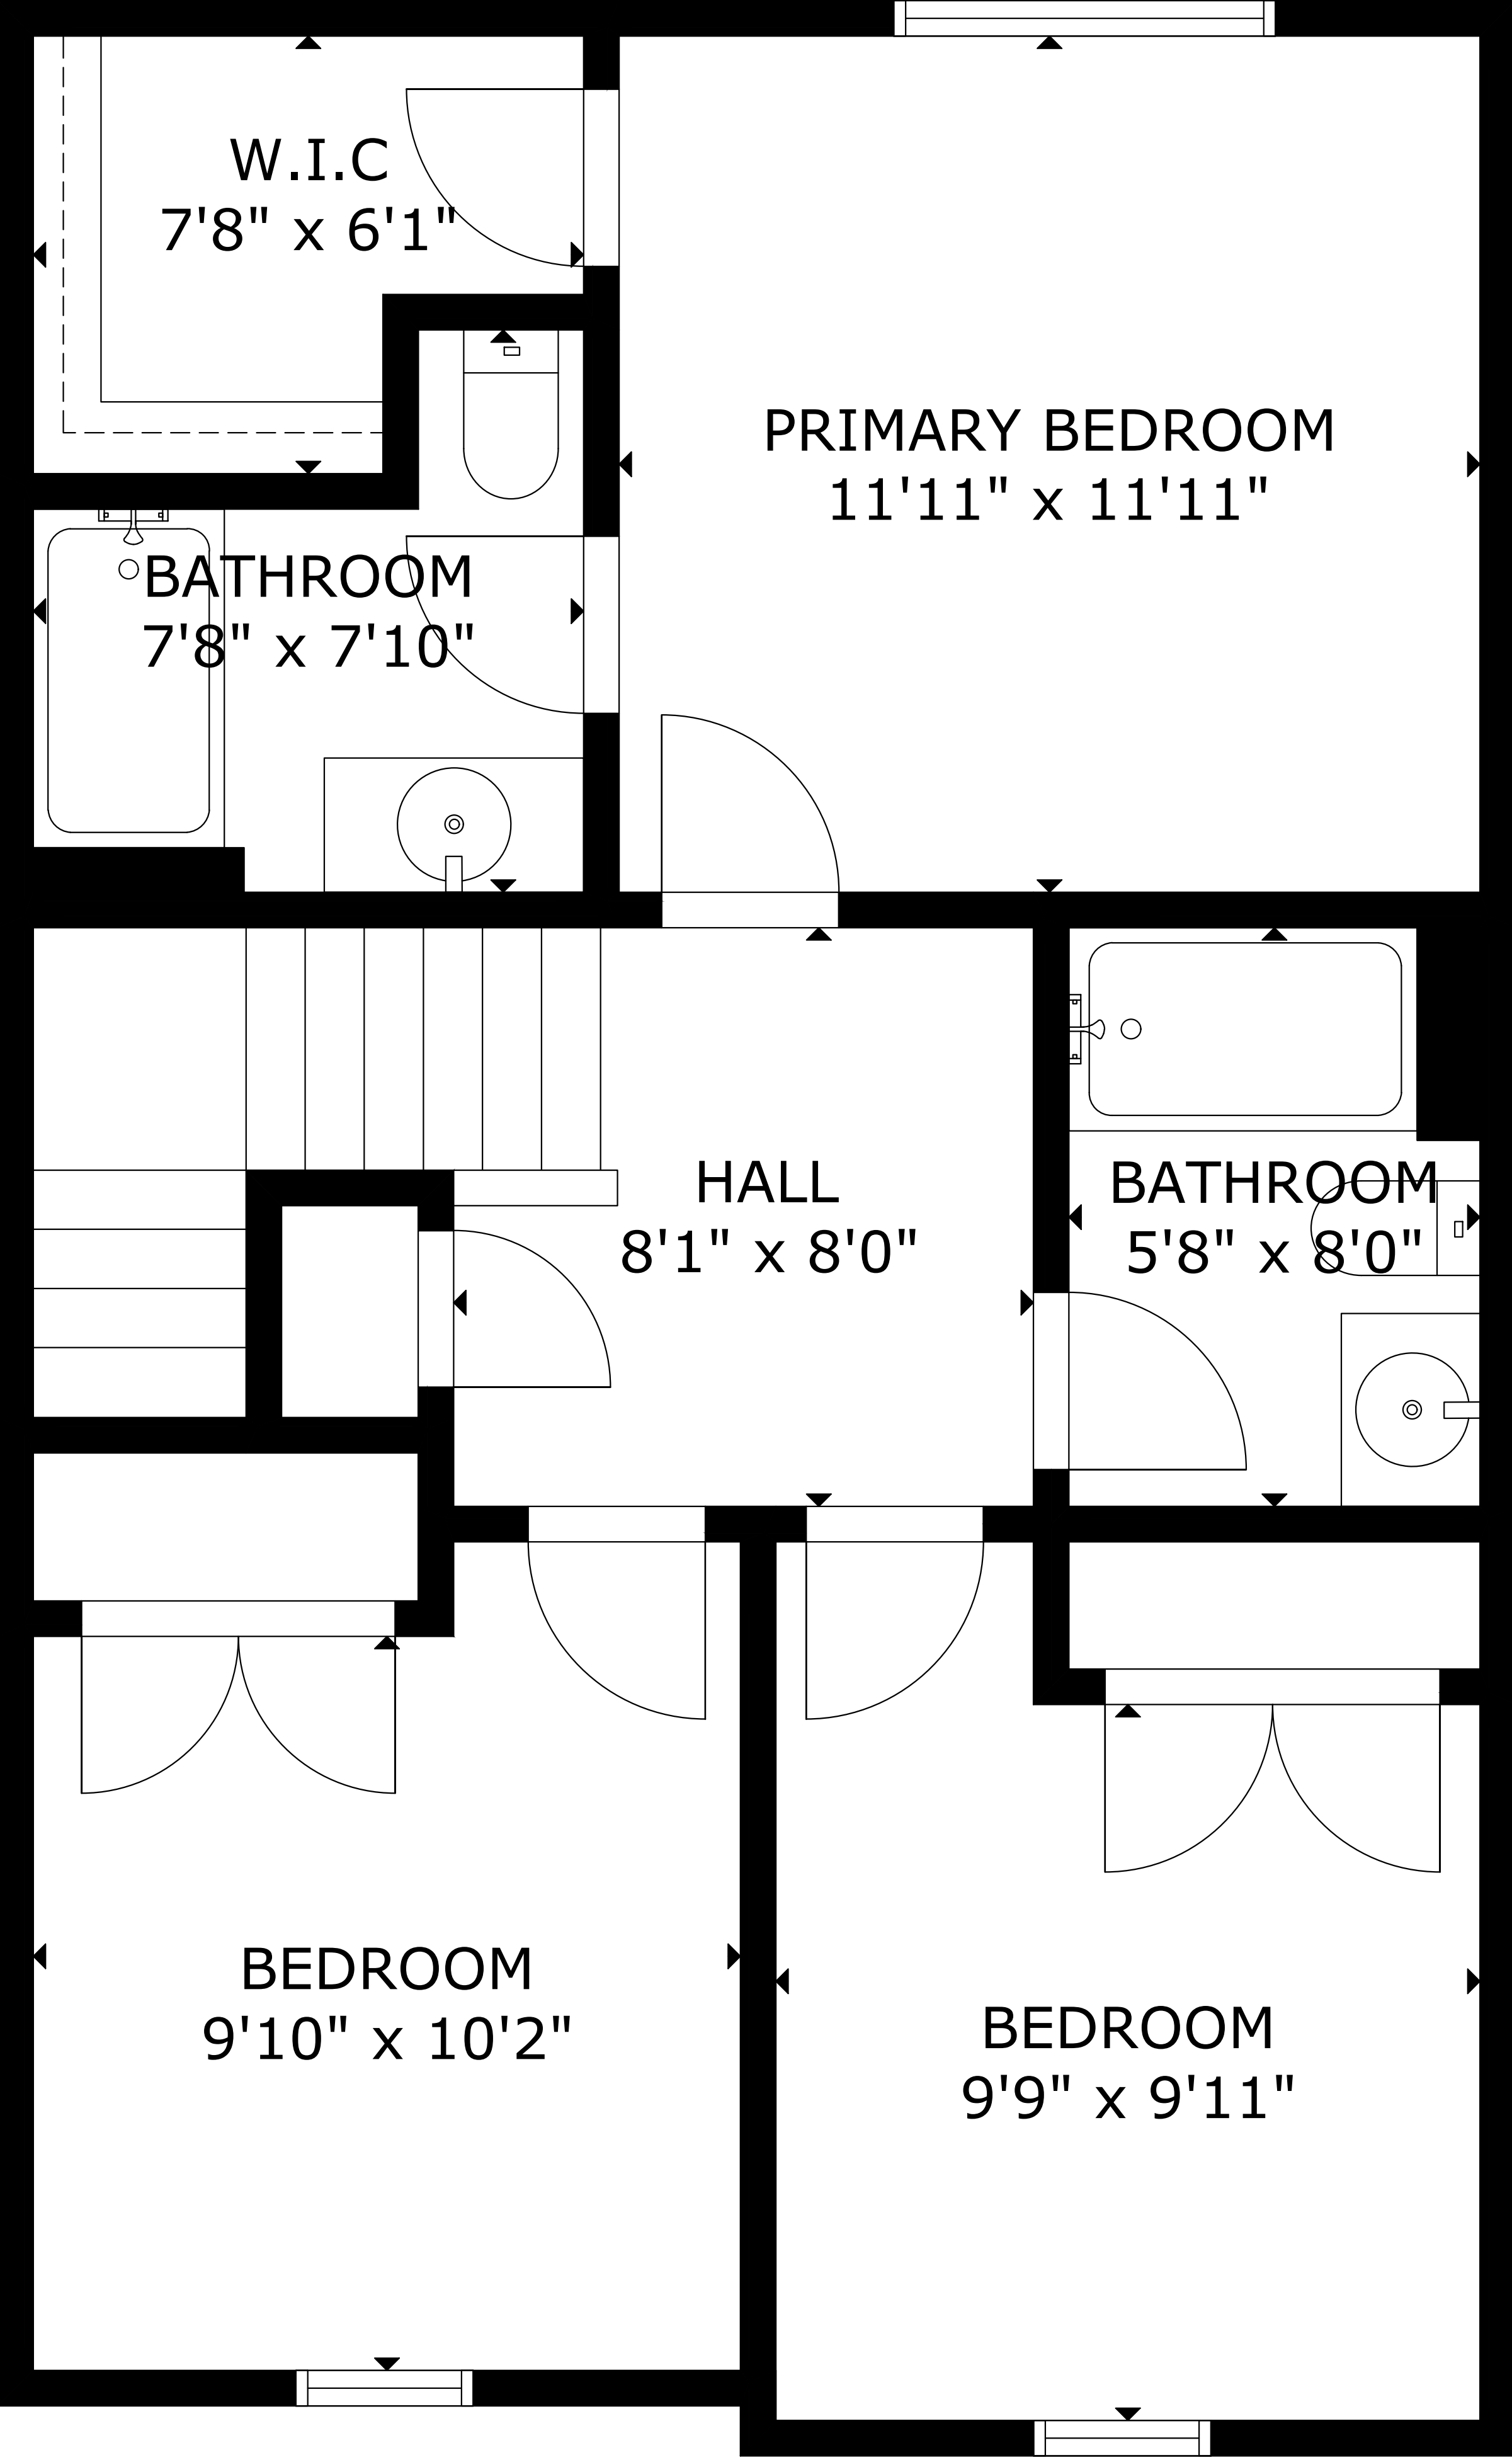 W.I.C
7'8" x 6'1"
PRIMARY BEDROOM
11'11" x 11'11"
BATHROOM
7'8" x 7'10"
HALL
8'1" x 8'0"
BATHROOM
5'8" x 8'0"
BEDROOM
9'10" x 10'2"
BEDROOM
9'9" x 9'11"